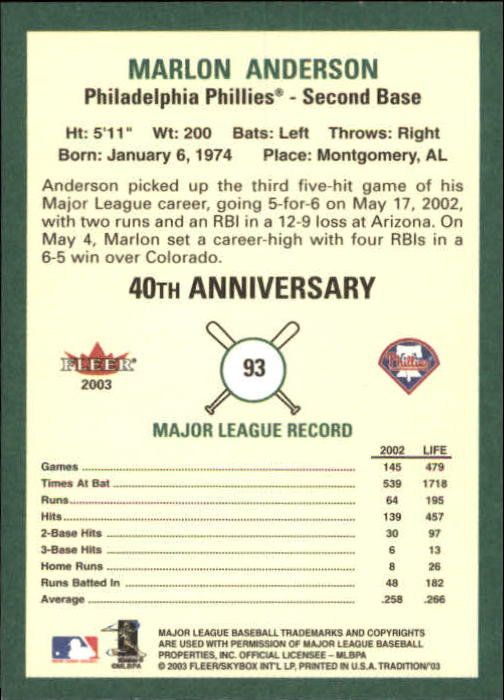 MARLON ANDERSON
Philadelphia Phillies® - Second Base
Ht: 5'11" Wt: 200 Bats: Left Throws: Right
Born: January 6, 1974 Place: Montgomery, AL
Anderson picked up the third five-hit game of his
Major League career, going 5-for-6 on May 17, 2002,
with two runs and an RBI in a 12-9 loss at Arizona. On
May 4, Marlon set a career-high with four RBIs in a
6-5 win over Colorado.
40TH ANNIVERSARY
FLEER
2003
93
Phillies
MAJOR LEAGUE RECORD
2002 LIFE
Games 145 479
Times At Bat 539 1718
Runs 64 195
Hits 139 457
2-Base Hits 30 97
3-Base Hits 6 13
Home Runs 8 26
Runs Batted In 48 182
Average .258 .266
©MLBPA
MAJOR LEAGUE BASEBALL TRADEMARKS AND COPYRIGHTS
ARE USED WITH PERMISSION OF MAJOR LEAGUE BASEBALL
PROPERTIES, INC. OFFICIAL LICENSEE - MLBPA
© 2003 FLEER/SKYBOX INT'L LP, PRINTED IN U.S.A. TRADITION/'03